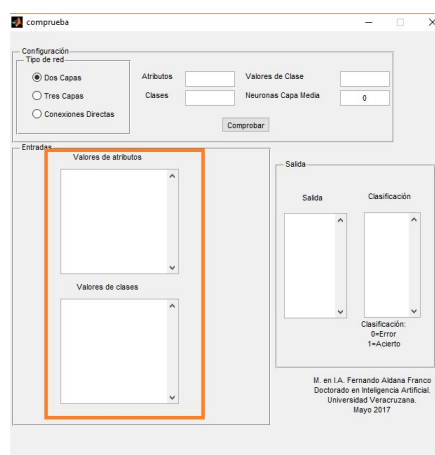 comprueba
Configuración
Tipo de red
Dos Capas
Tres Capas
Conexiones Directas
Atributos
Valores de Clase
Clases
Neuronas Capa Media
0
Comprobar
Entradas
Valores de atributos
Valores de clases
Salida
Salida
Clasificación
Clasificación:
0=Error
1=Acierto
M. en I.A. Fernando Aldana Franco
Doctorado en Inteligencia Artificial.
Universidad Veracruzana.
Mayo 2017